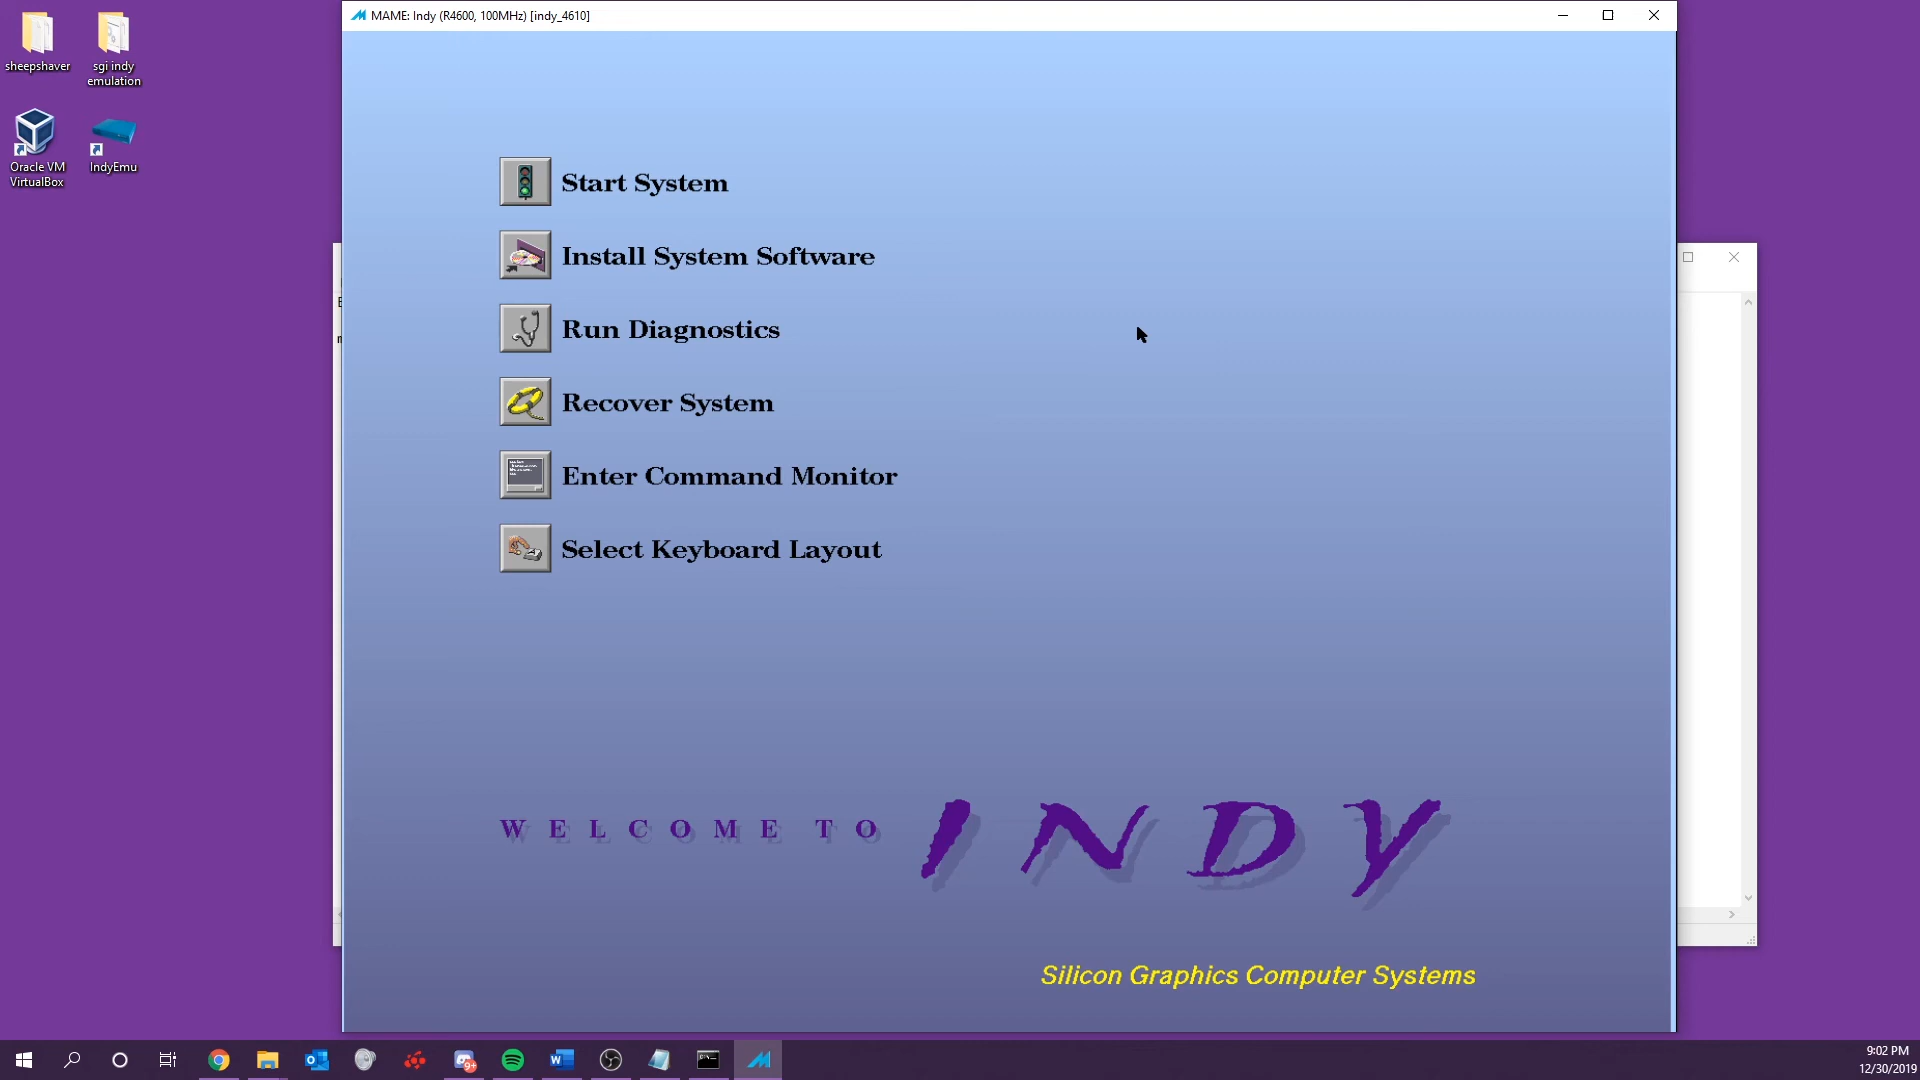 MAME: Indy (R4600, 100MHz) [indy_4610]
sheepshaver
sgi indy
emulation
Oracle VM
VirtualBox
IndyEmu
Start System
Install System Software
Run Diagnostics
Recover System
Enter Command Monitor
Select Keyboard Layout
WELCOME TO INDY
Silicon Graphics Computer Systems
9+
9:02 PM
12/30/2019